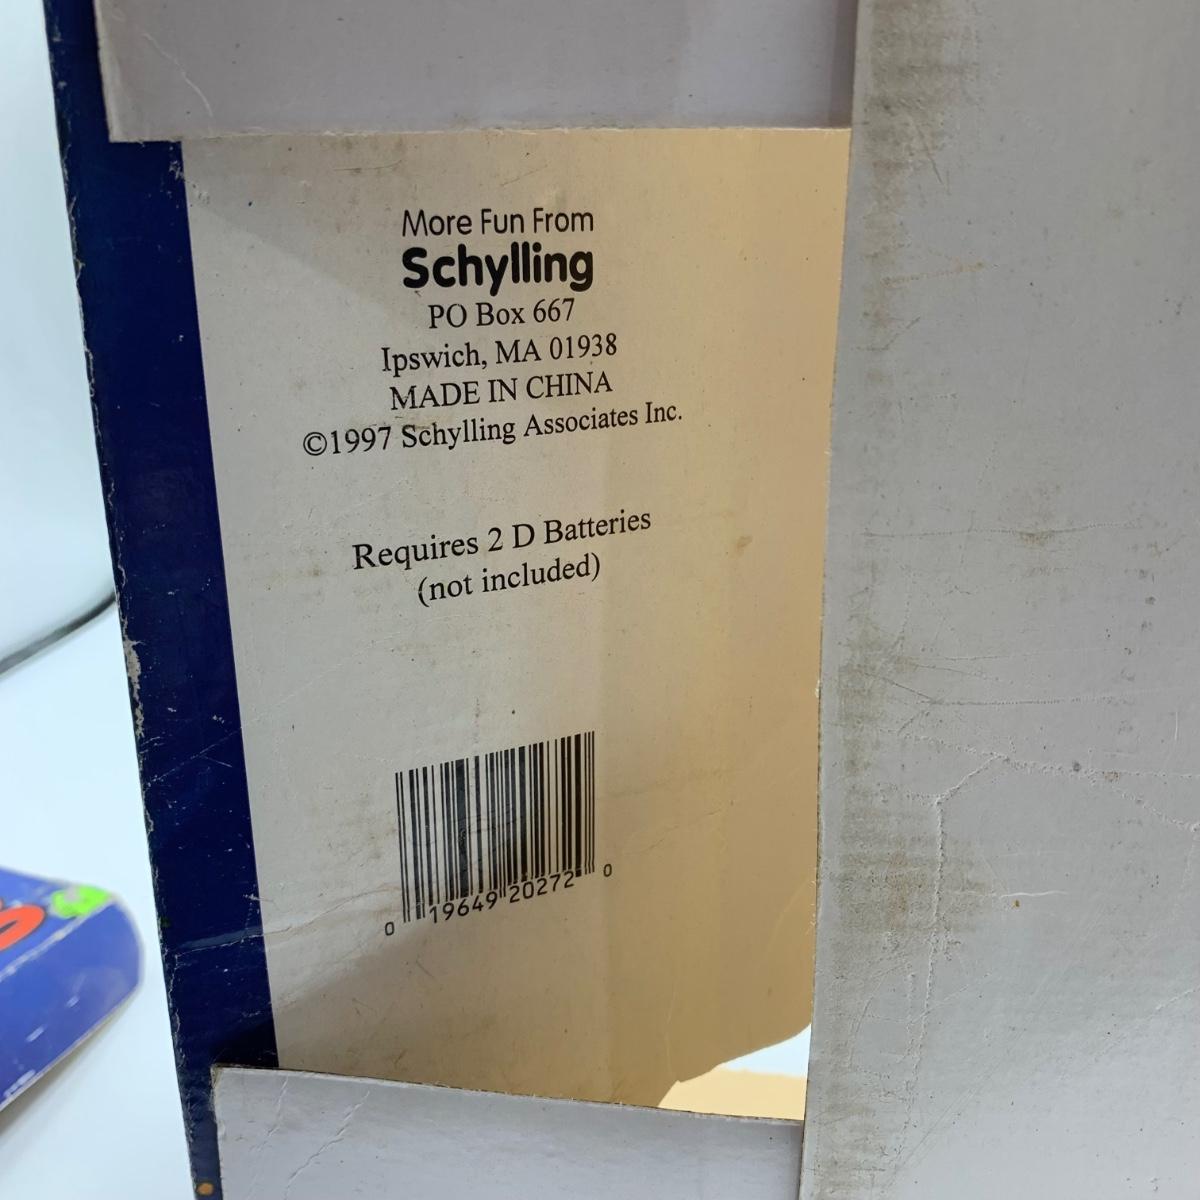 More Fun From
Schylling
PO Box 667
Ipswich, MA 01938
MADE IN CHINA
©1997 Schylling Associates Inc.
Requires 2 D Batteries
(not included)
0 19649 20272 0